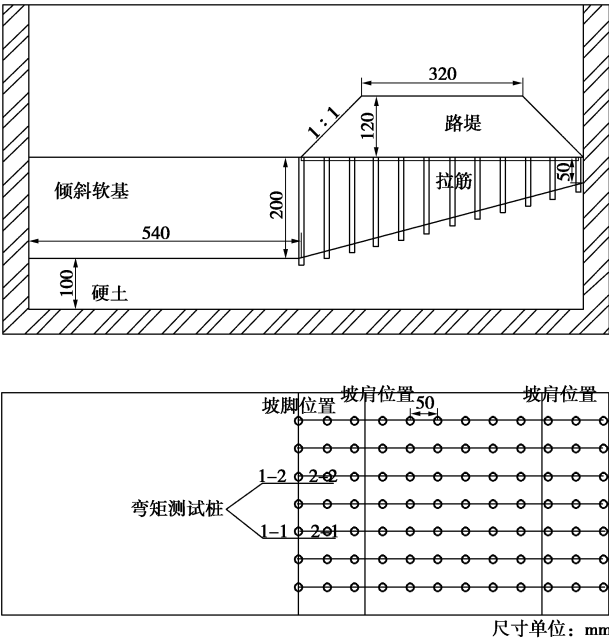 320
1:1
120
路堤
50
拉筋
倾斜软基
200
540
100
硬土
坡脚位置
坡肩位置
坡肩位置
50
1-2 2-2
弯矩测试桩
1-1 2-1
尺寸单位：mm